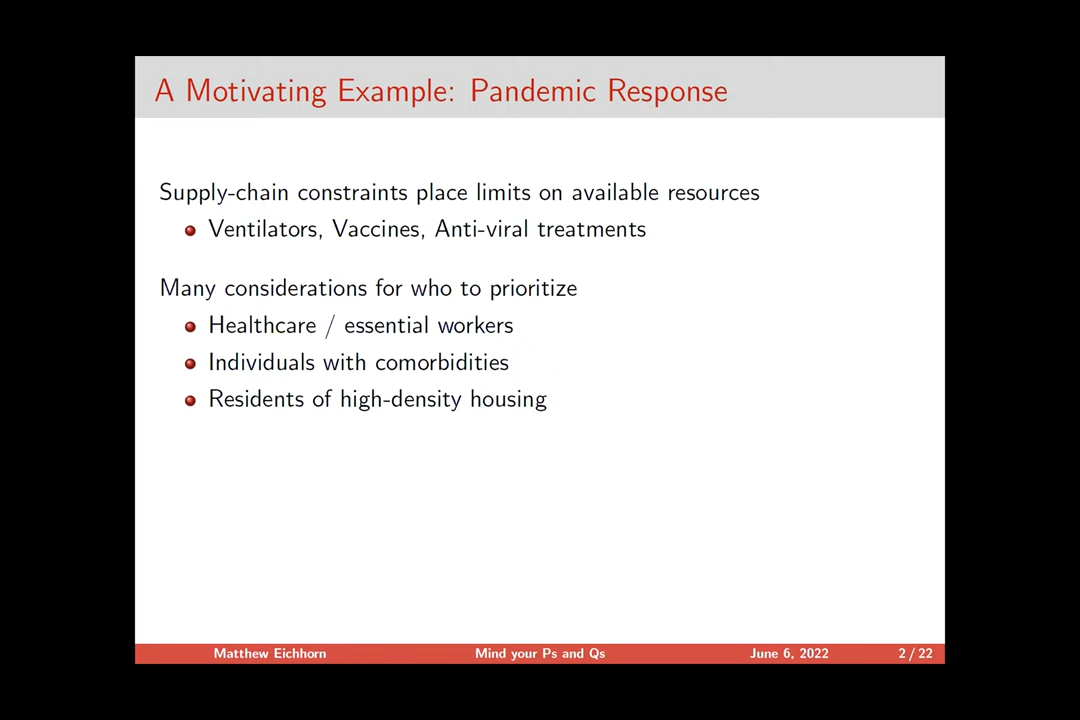 A Motivating Example: Pandemic Response
Supply-chain constraints place limits on available resources
Ventilators, Vaccines, Anti-viral treatments
Many considerations for who to prioritize
Healthcare / essential workers
Individuals with comorbidities
Residents of high-density housing
Matthew Eichhorn Mind your Ps and Qs June 6, 2022 2 / 22